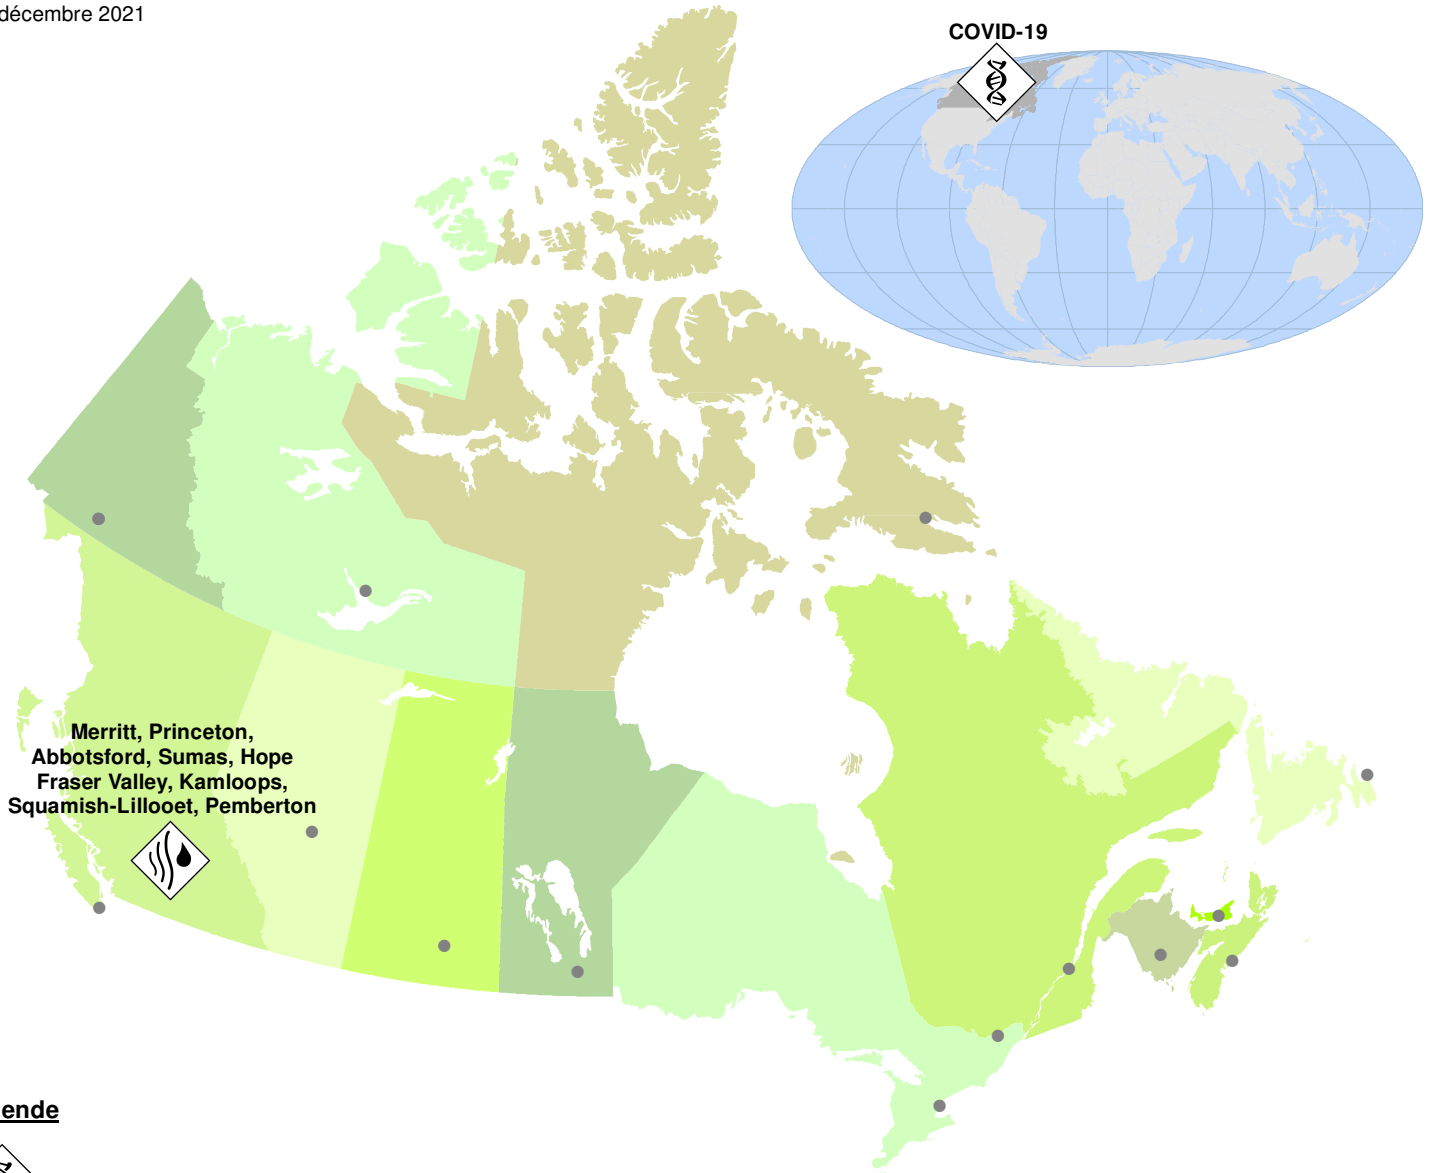 décembre 2021
COVID-19
Merritt, Princeton,
Abbotsford, Sumas, Hope
Fraser Valley, Kamloops,
Squamish-Lillooet, Pemberton
ende